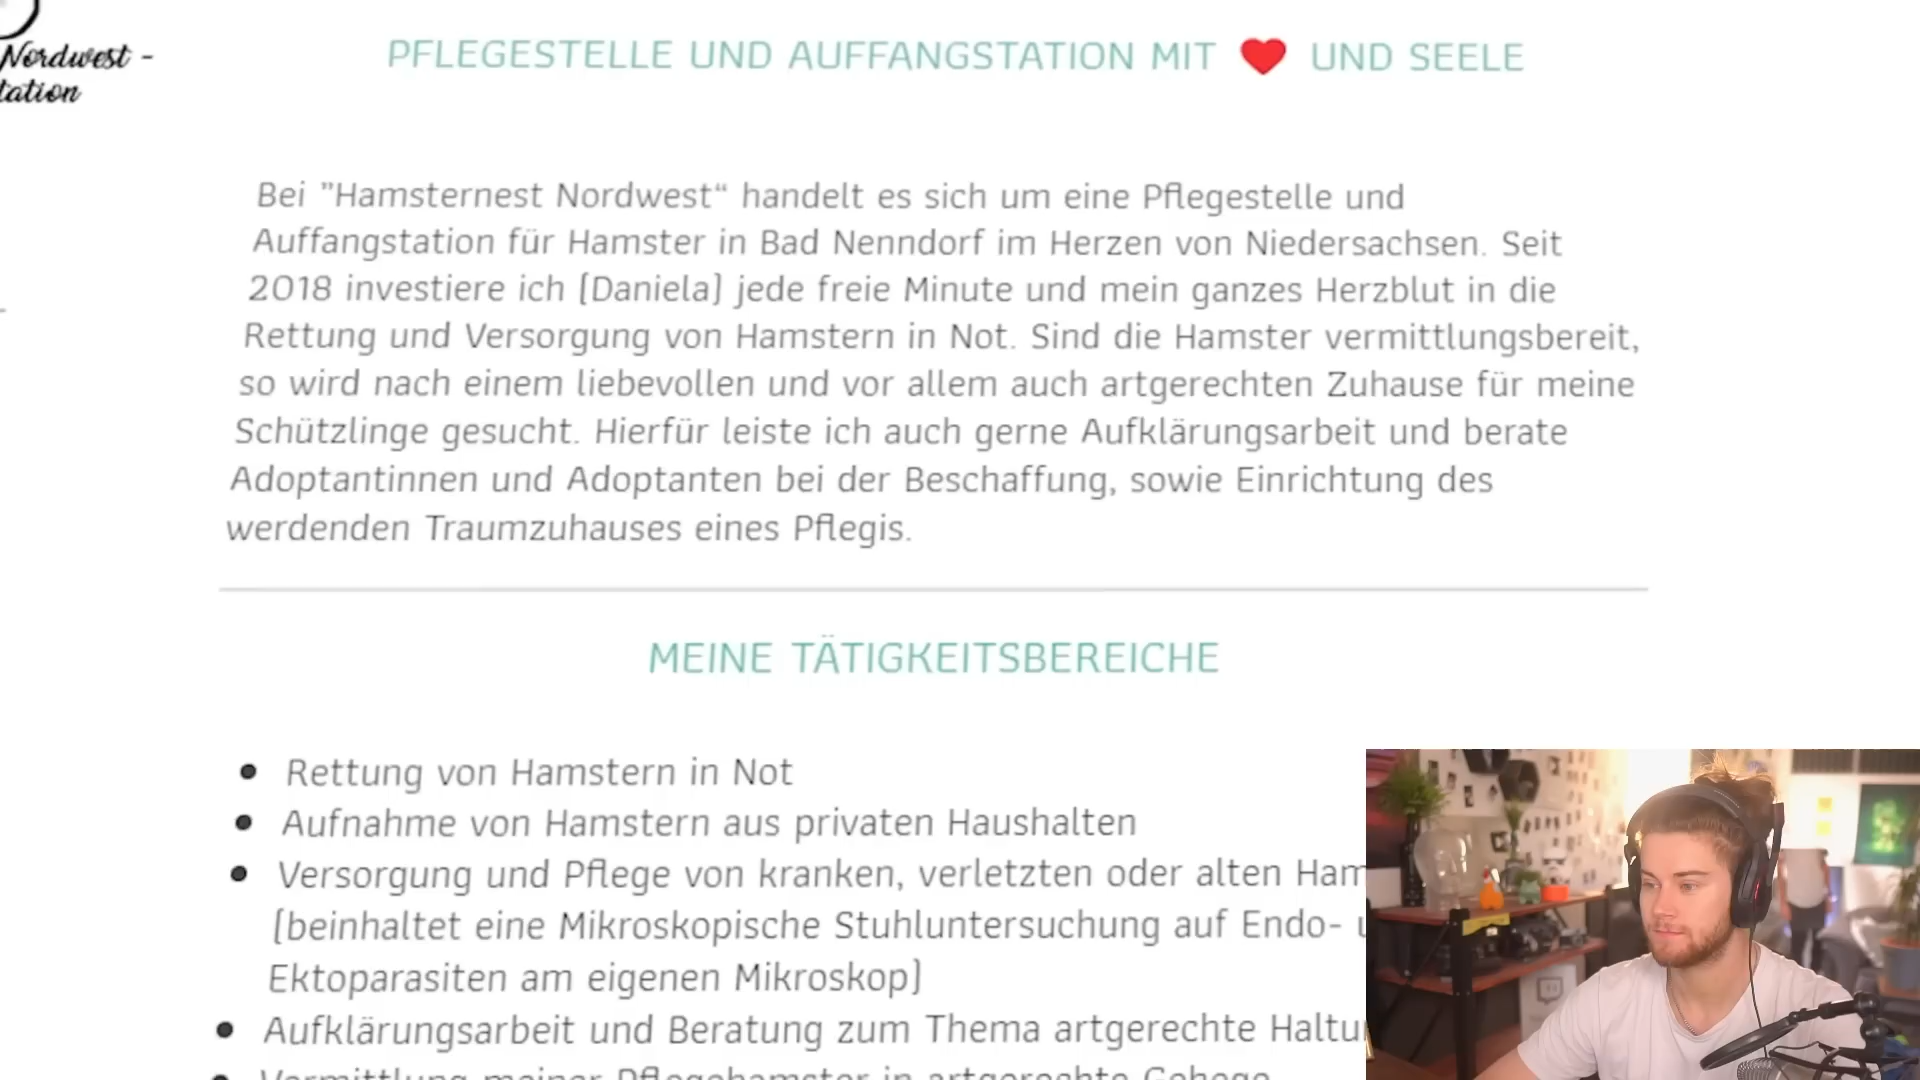 Nordwest -
PFLEGESTELLE UND AUFFANGSTATION MIT ❤ UND SEELE
Bei "Hamsternest Nordwest“ handelt es sich um eine Pflegestelle und
Auffangstation für Hamster in Bad Nenndorf im Herzen von Niedersachsen. Seit
2018 investiere ich (Daniela) jede freie Minute und mein ganzes Herzblut in die
Rettung und Versorgung von Hamstern in Not. Sind die Hamster vermittlungsbereit,
so wird nach einem liebevollen und vor allem auch artgerechten Zuhause für meine
Schützlinge gesucht. Hierfür leiste ich auch gerne Aufklärungsarbeit und berate
Adoptantinnen und Adoptanten bei der Beschaffung, sowie Einrichtung des
werdenden Traumzuhauses eines Pflegis.
MEINE TÄTIGKEITSBEREICHE
• Rettung von Hamstern in Not
• Aufnahme von Hamstern aus privaten Haushalten
• Versorgung und Pflege von kranken, verletzten oder alten
(beinhaltet eine Mikroskopische Stuhluntersuchung auf Endo-
Ektoparasiten am eigenen Mikroskop)
• Aufklärungsarbeit und Beratung zum Thema artgerechte
Vermittlung meiner Pflegehamster in artgerechte Gehege